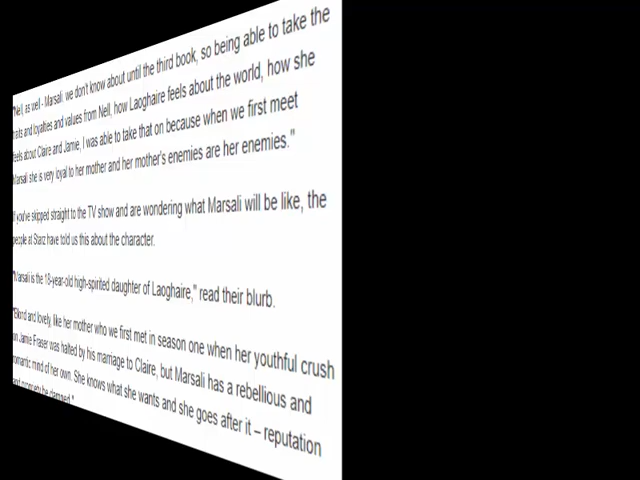 "Nell, as well - Marsali we don't know about until the third book, so being able to take the
traits and loyalties and values from Nell, how Laoghaire feels about the world, how she
feels about Claire and Jamie, I was able to take that on because when we first meet
Marsali she is very loyal to her mother and her mother's enemies are her enemies."
If you've skipped straight to the TV show and are wondering what Marsali will be like, the
people at Starz have told us this about the character.
"Marsali is the 18-year-old high-spirited daughter of Laoghaire," read their blurb.
"Blond and lovely, like her mother who we first met in season one when her youthful crush
on Jamie Fraser was halted by his marriage to Claire, but Marsali has a rebellious and
romantic mind of her own. She knows what she wants and she goes after it – reputation
and propriety be damned."